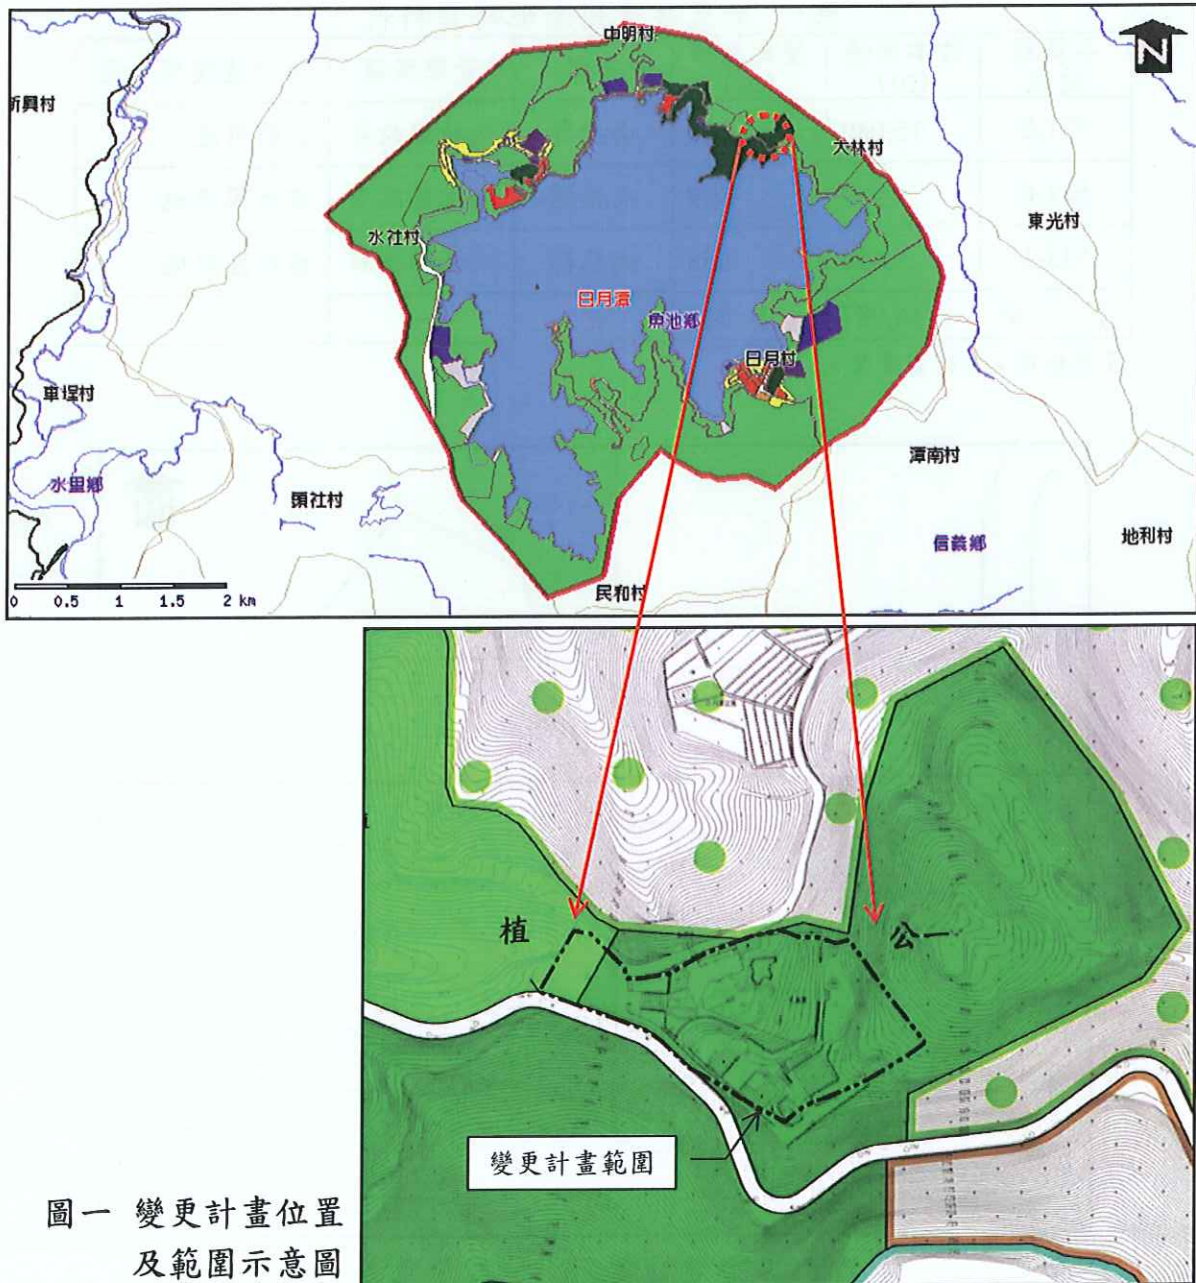 中明村
N
新興村
大林村
東光村
水社村
日月潭
魚池鄉
日月村
車埕村
潭南村
水里鄉
頭社村
信義鄉
地利村
民和村
0 0.5 1 1.5 2 km
植
公一
變更計畫範圍
圖一 變更計畫位置
及範圍示意圖